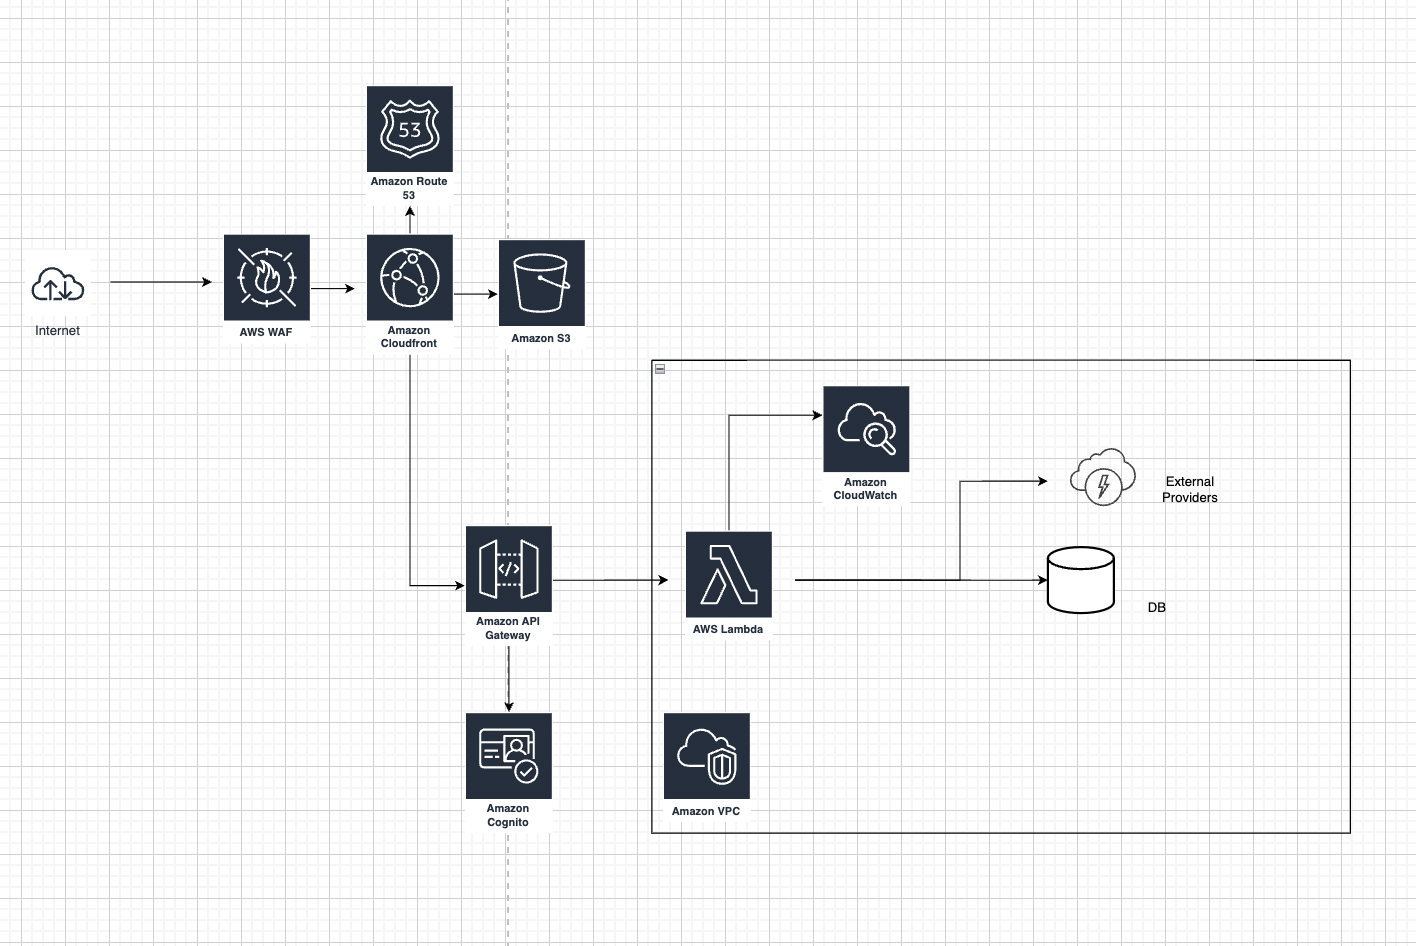 53
Amazon Route
53
Internet
AWS WAF
Amazon
Cloudfront
Amazon S3
Amazon
CloudWatch
External
Providers
</>
Amazon API
Gateway
AWS Lambda
DB
Amazon
Cognito
Amazon VPC